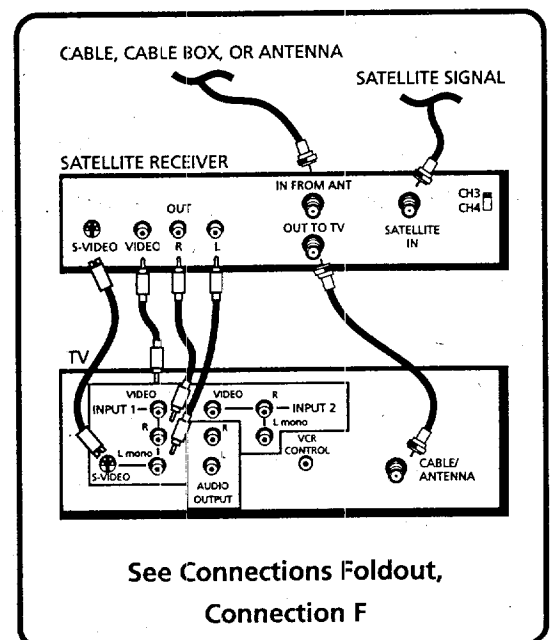 CABLE, CABLE BOX, OR ANTENNA
SATELLITE SIGNAL
SATELLITE RECEIVER
IN FROM ANT
CH3
CH4
OUT
OUT TO TV
SATELLITE
IN
S-VIDEO VIDEO R L
TV
VIDEO VIDEO R
INPUT 1 INPUT 2
R R L mono
L mono L VCR
CONTROL
CABLE/
ANTENNA
S-VIDEO
AUDIO
OUTPUT
See Connections Foldout,
Connection F